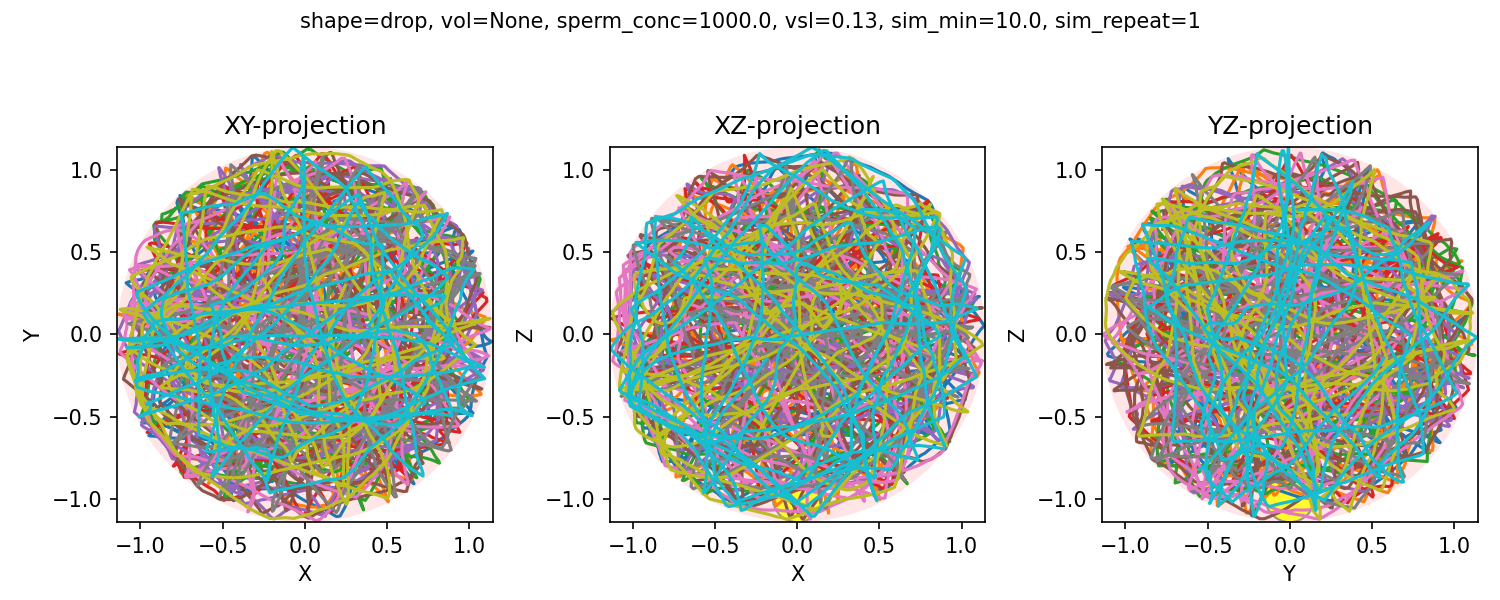 shape=drop, vol=None, sperm_conc=1000.0, vsl=0.13, sim_min=10.0, sim_repeat=1
XY-projection
1.0
0.5
0.0
−0.5
−1.0
Y
−1.0 −0.5 0.0 0.5 1.0
X
XZ-projection
1.0
0.5
0.0
−0.5
−1.0
Z
−1.0 −0.5 0.0 0.5 1.0
X
YZ-projection
1.0
0.5
0.0
−0.5
−1.0
Z
−1.0 −0.5 0.0 0.5 1.0
Y